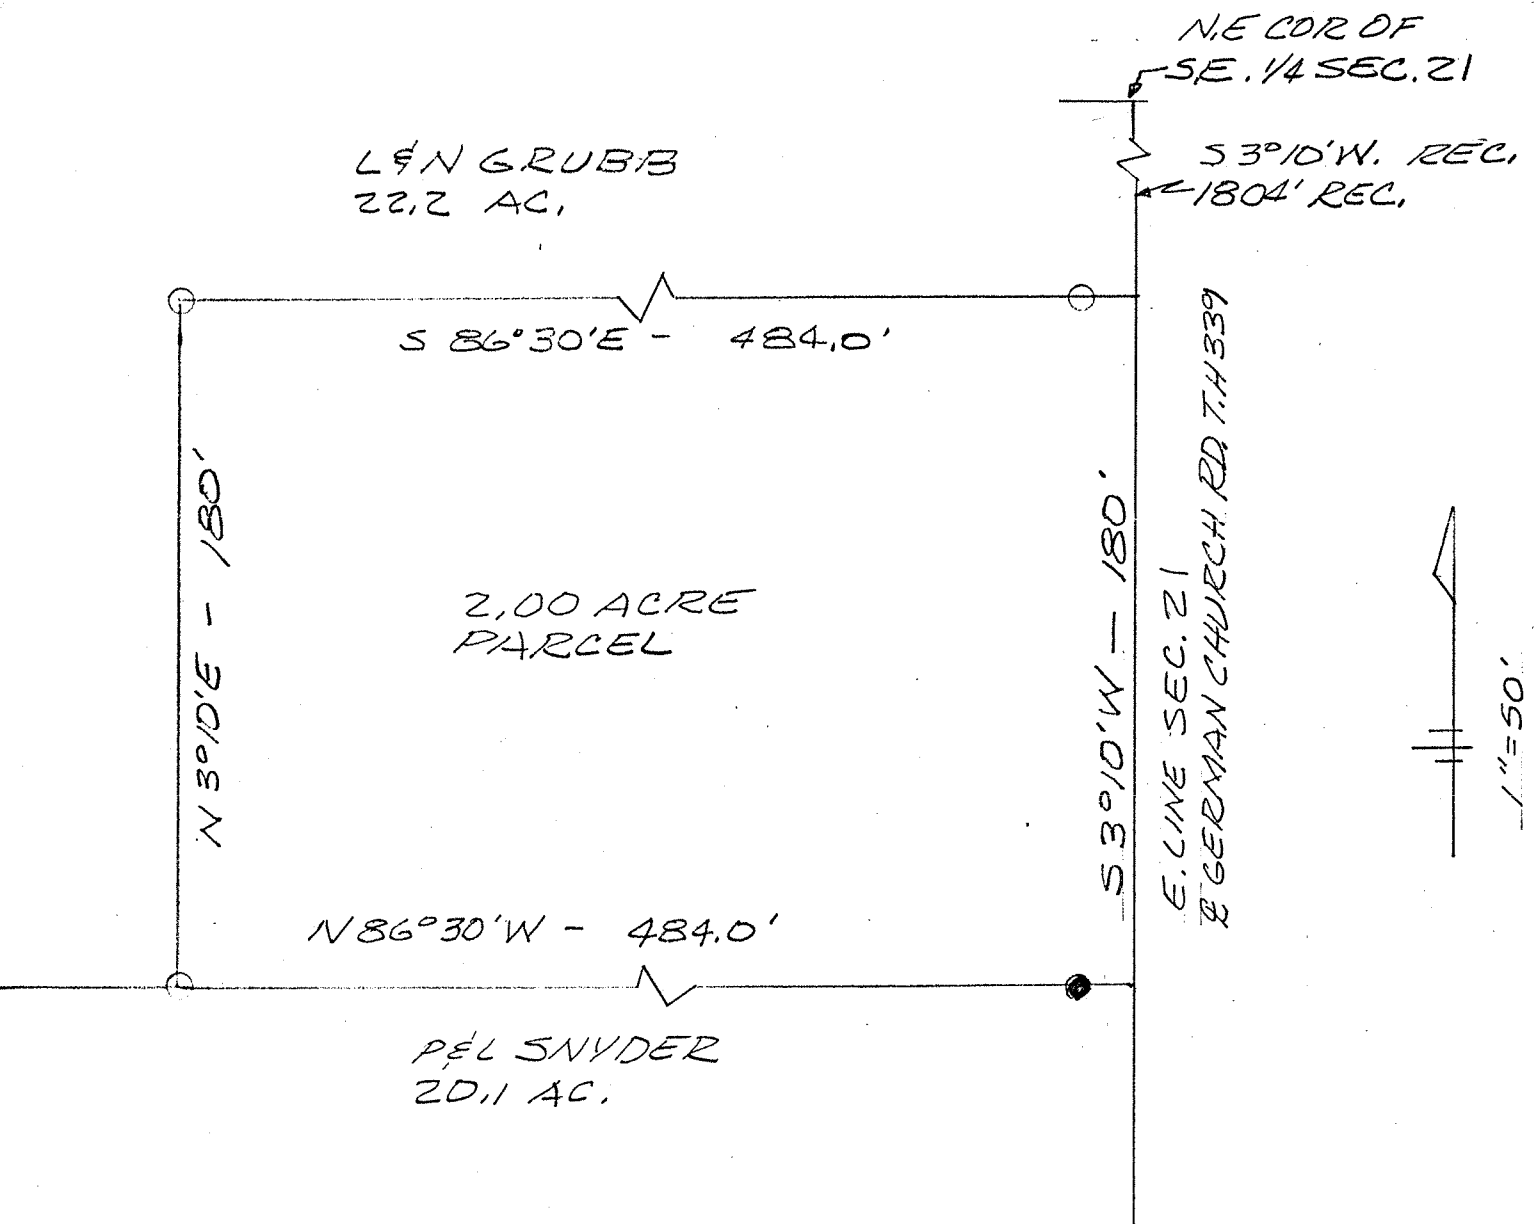 N.E COR OF
S.E. 1/4 SEC. 21
S 3°10'W. REC.
1804' REC.
L & N GRUBB
22.2 AC.
S 86°30'E - 484.0'
N 3°10'E - 180'
2.00 ACRE
PARCEL
S 3°10'W - 180'
E. LINE SEC. 21
℄ GERMAN CHURCH RD. T.H 339
1" = 50'
N 86°30'W - 484.0'
P & L SNYDER
20.1 AC.